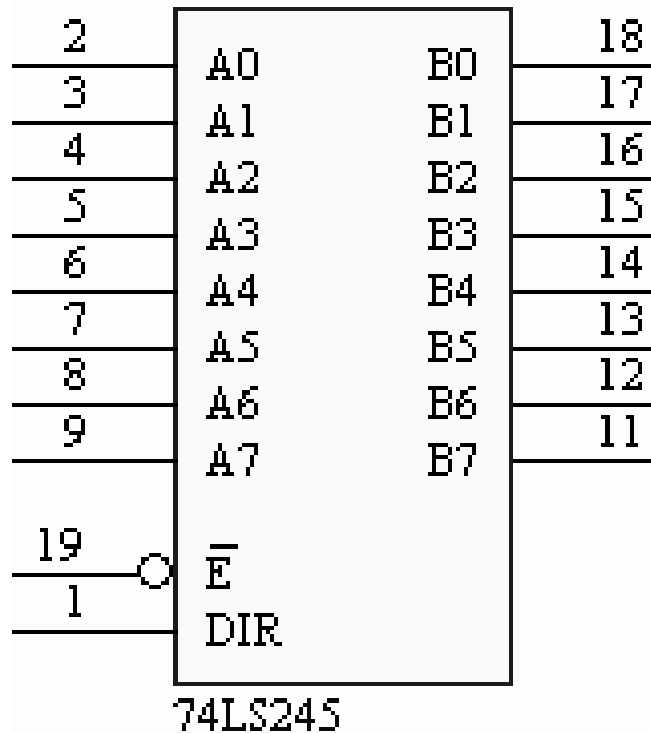 2 A0 B0 18
3 A1 B1 17
4 A2 B2 16
5 A3 B3 15
6 A4 B4 14
7 A5 B5 13
8 A6 B6 12
9 A7 B7 11
19 E̅
1 DIR
74LS245